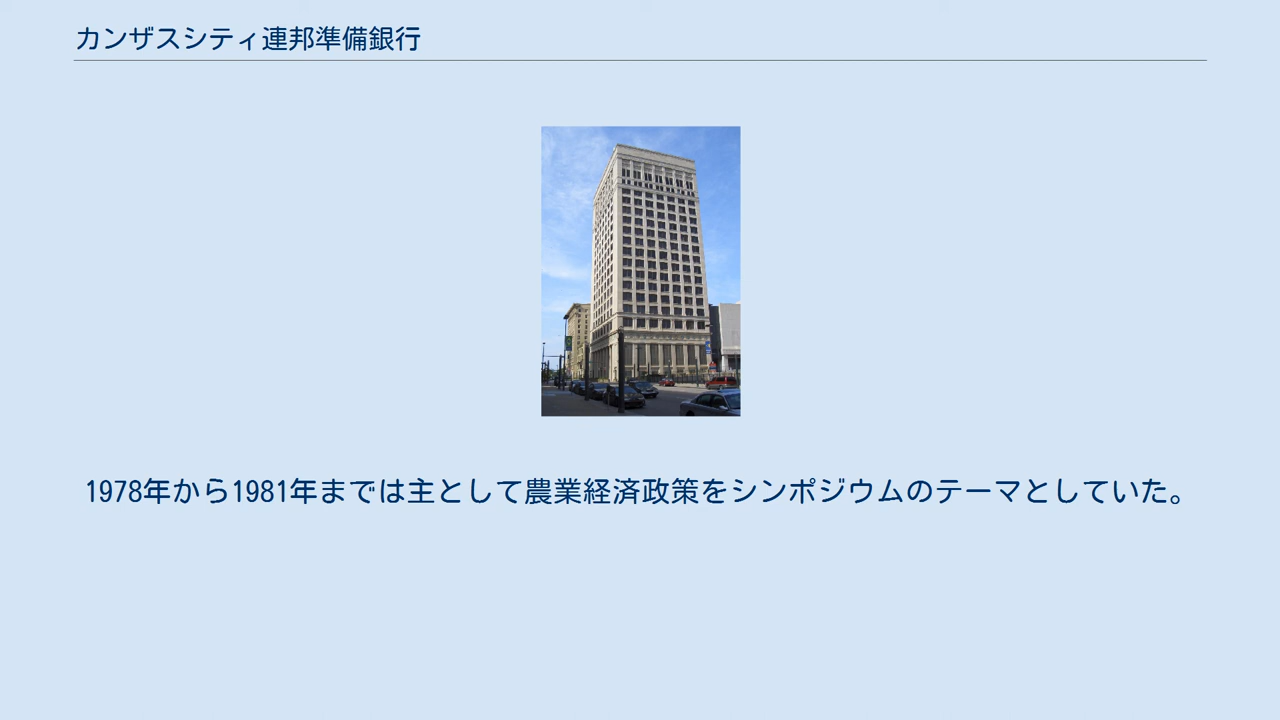 カンザスシティ連邦準備銀行
1978年から1981年までは主として農業経済政策をシンポジウムのテーマとしていた。